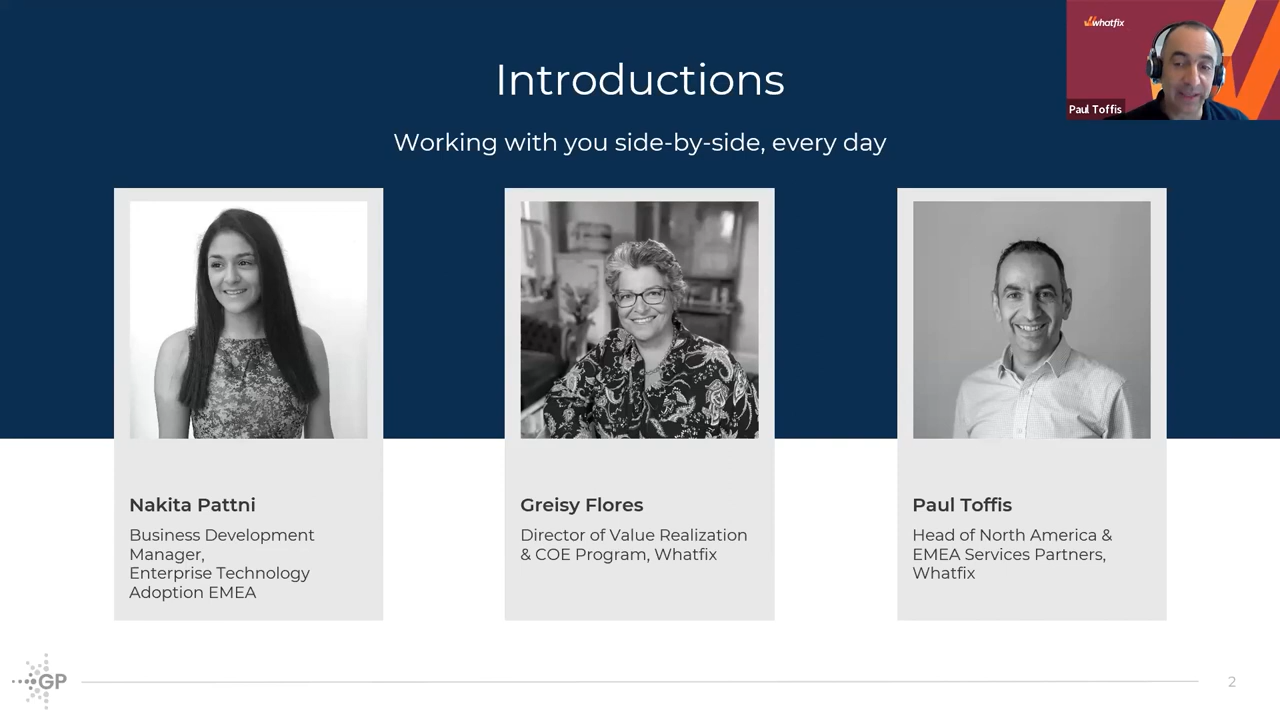 whatfix
Paul Toffis
Introductions
Working with you side-by-side, every day
Nakita Pattni
Business Development
Manager,
Enterprise Technology
Adoption EMEA
Greisy Flores
Director of Value Realization
& COE Program, Whatfix
Paul Toffis
Head of North America &
EMEA Services Partners,
Whatfix
GP
2